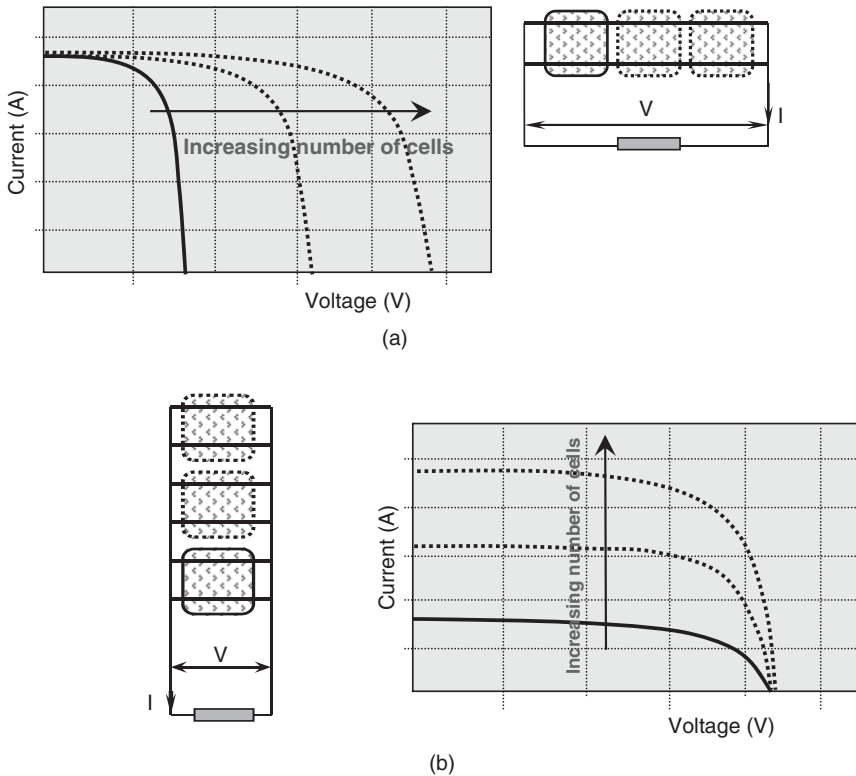 Current (A)
Increasing number of cells
Voltage (V)
V
I
(a)
V
I
Current (A)
Increasing number of cells
Voltage (V)
(b)